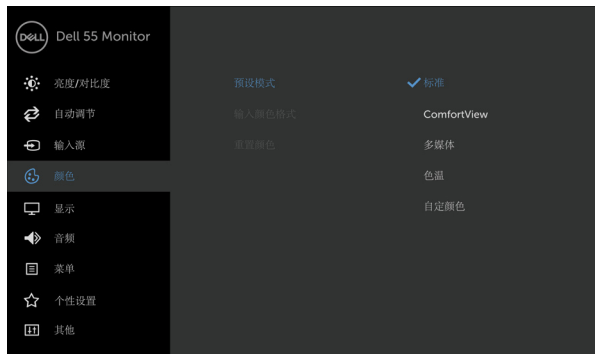 DELL Dell 55 Monitor
亮度/对比度 预设模式 标准
自动调节 输入颜色格式 ComfortView
输入源 重置颜色 多媒体
颜色 色温
显示 自定颜色
音频
菜单
个性设置
其他